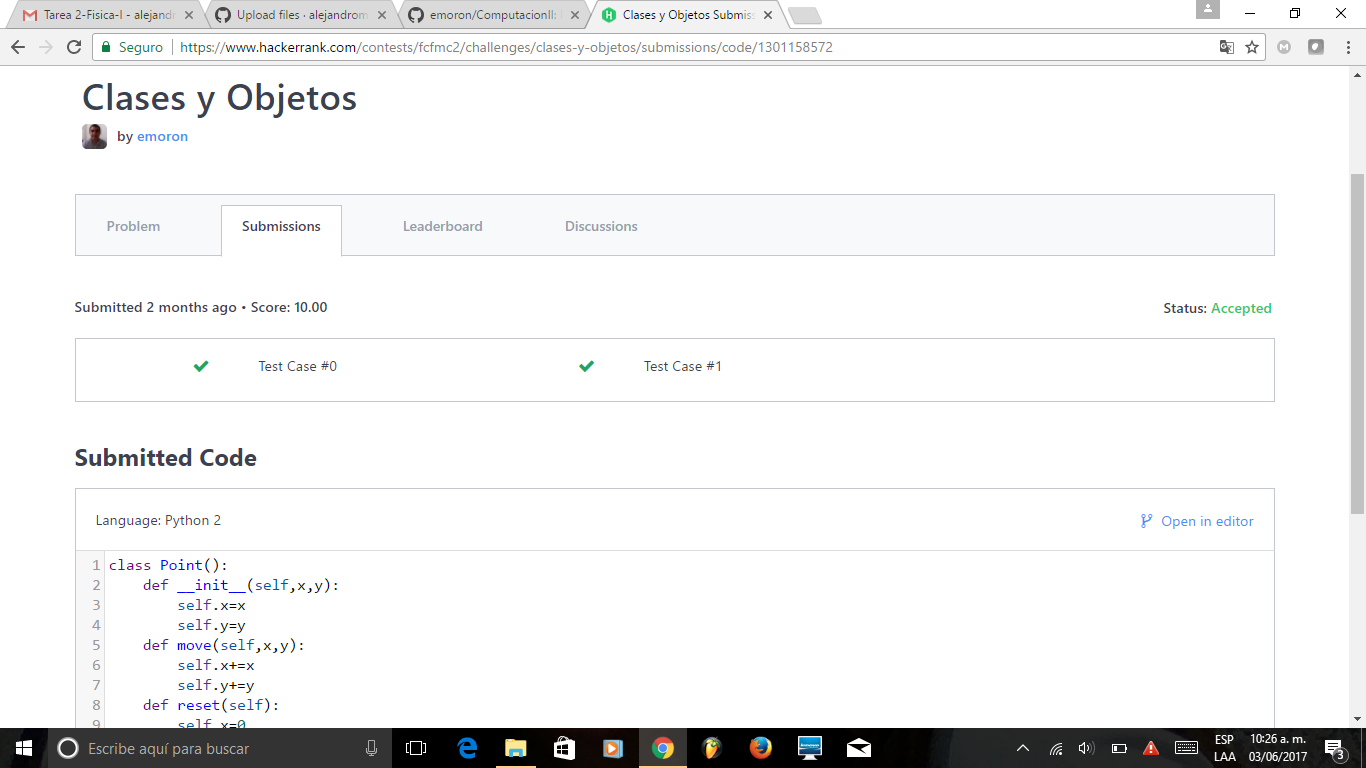 Tarea 2-Fisica-I - alejandr
Upload files · alejandrom
emoron/ComputacionII:
Clases y Objetos Submis
Seguro
https://www.hackerrank.com/contests/fcfmc2/challenges/clases-y-objetos/submissions/code/1301158572
Clases y Objetos
by emoron
Problem
Submissions
Leaderboard
Discussions
Submitted 2 months ago • Score: 10.00
Status: Accepted
Test Case #0
Test Case #1
Submitted Code
Language: Python 2
Open in editor
1 class Point():
2     def __init__(self,x,y):
3         self.x=x
4         self.y=y
5     def move(self,x,y):
6         self.x+=x
7         self.y+=y
8     def reset(self):
9         self.x=0
Escribe aquí para buscar
ESP
LAA
10:26 a. m.
03/06/2017
3